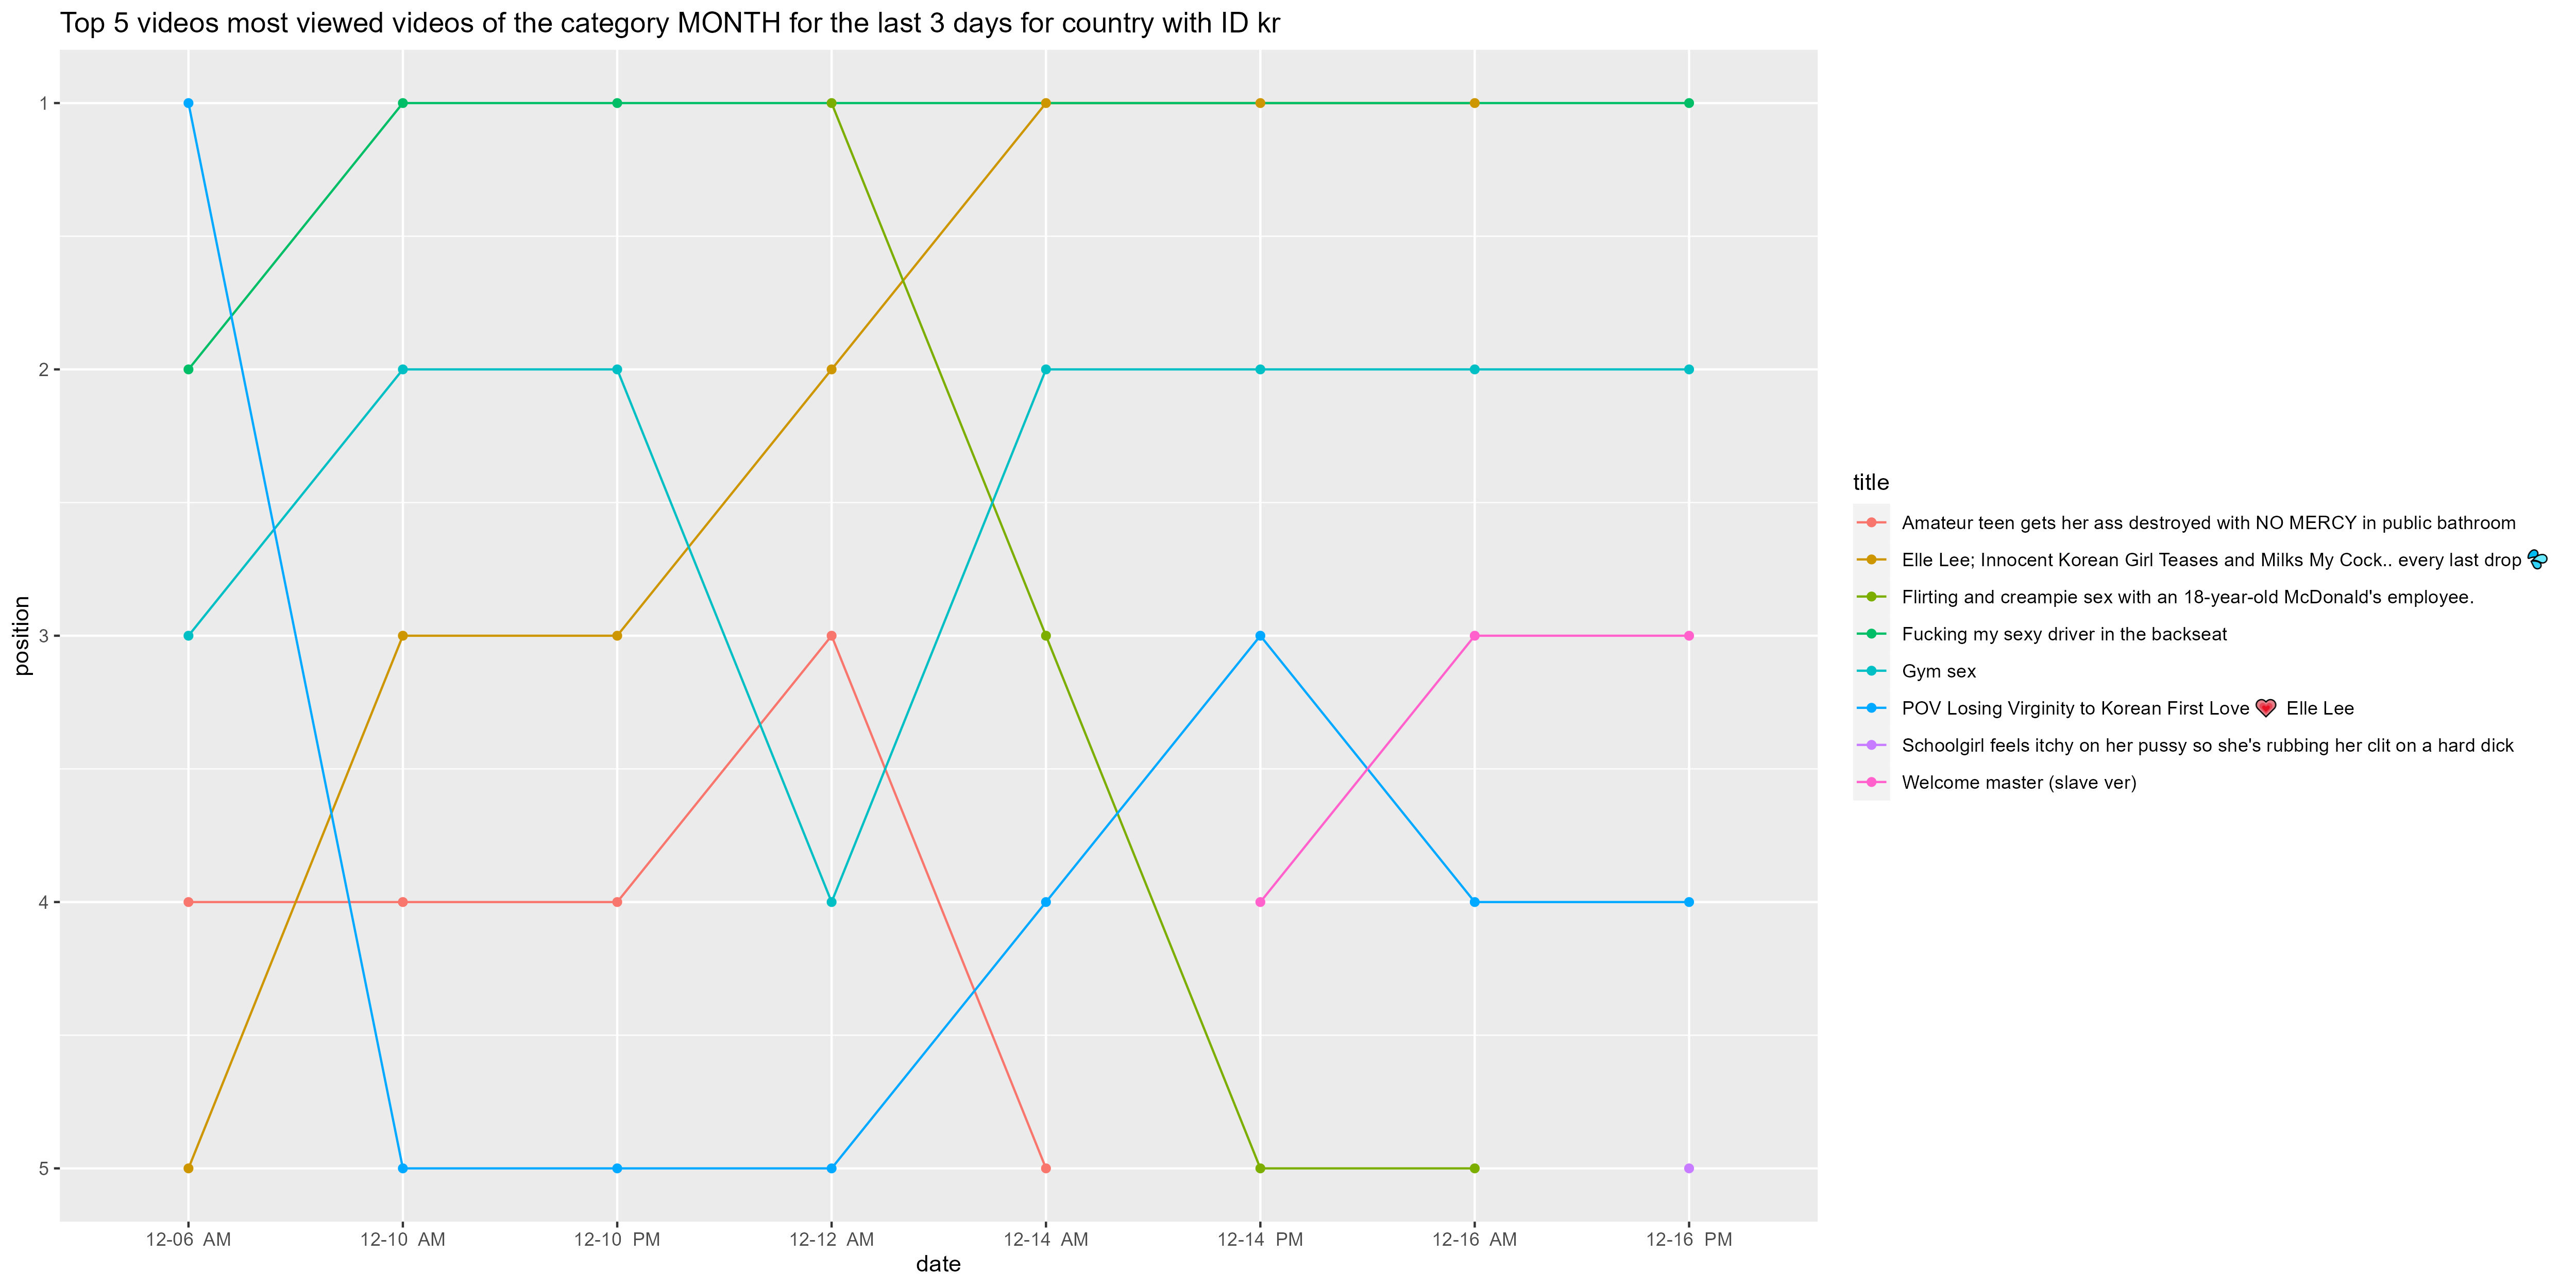 Top 5 videos most viewed videos of the category MONTH for the last 3 days for country with ID kr
1
2
3
4
5
position
12-06 AM
12-10 AM
12-10 PM
12-12 AM
12-14 AM
12-14 PM
12-16 AM
12-16 PM
date
title
Amateur teen gets her ass destroyed with NO MERCY in public bathroom
Elle Lee; Innocent Korean Girl Teases and Milks My Cock.. every last drop 💦
Flirting and creampie sex with an 18-year-old McDonald's employee.
Fucking my sexy driver in the backseat
Gym sex
POV Losing Virginity to Korean First Love 💗 Elle Lee
Schoolgirl feels itchy on her pussy so she's rubbing her clit on a hard dick
Welcome master (slave ver)